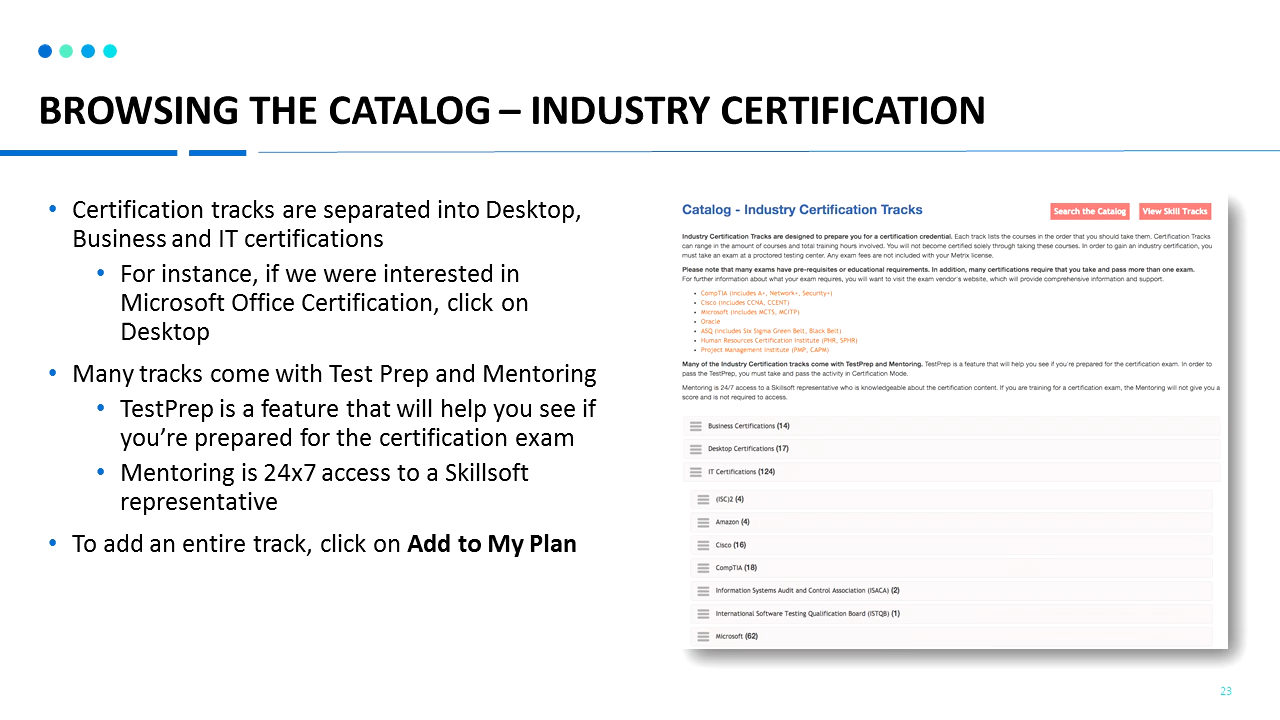 BROWSING THE CATALOG – INDUSTRY CERTIFICATION
• Certification tracks are separated into Desktop,
Business and IT certifications
• For instance, if we were interested in
Microsoft Office Certification, click on
Desktop
• Many tracks come with Test Prep and Mentoring
• TestPrep is a feature that will help you see if
you’re prepared for the certification exam
• Mentoring is 24x7 access to a Skillsoft
representative
• To add an entire track, click on Add to My Plan
Catalog - Industry Certification Tracks
Search the Catalog
View Skill Tracks
Industry Certification Tracks are designed to prepare you for a certification credential. Each track lists the courses in the order that you should take them. Certification Tracks
can range in the amount of courses and total training hours involved. You will not become certified solely through taking these courses. In order to gain an industry certification, you
must take an exam at a proctored testing center. Any exam fees are not included with your Metrix license.
Please note that many exams have pre-requisites or educational requirements. In addition, many certifications require that you take and pass more than one exam.
For further information about what your exam requires, you will want to visit the exam vendor's website, which will provide comprehensive information and support.
• CompTIA (includes A+, Network+, Security+)
• Cisco (includes CCNA, CCENT)
• Microsoft (includes MCTS, MCITP)
• Oracle
• ASQ (includes Six Sigma Green Belt, Black Belt)
• Human Resources Certification Institute (PHR, SPHR)
• Project Management Institute (PMP, CAPM)
Many of the Industry Certification tracks come with TestPrep and Mentoring. TestPrep is a feature that will help you see if you're prepared for the certification exam. In order to
pass the TestPrep, you must take and pass the activity in Certification Mode.
Mentoring is 24/7 access to a Skillsoft representative who is knowledgeable about the certification content. If you are training for a certification exam, the Mentoring will not give you a
score and is not required to access.
Business Certifications (14)
Desktop Certifications (17)
IT Certifications (124)
(ISC)2 (4)
Amazon (4)
Cisco (16)
CompTIA (18)
Information Systems Audit and Control Association (ISACA) (2)
International Software Testing Qualification Board (ISTQB) (1)
Microsoft (62)
23